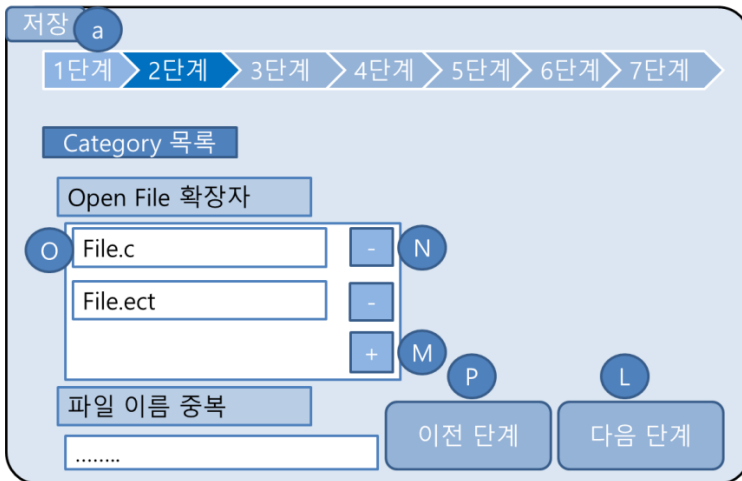 저장 a
1단계 2단계 3단계 4단계 5단계 6단계 7단계
Category 목록
Open File 확장자
O File.c - N
File.ect -
+ M
P L
파일 이름 중복
이전 단계 다음 단계
........